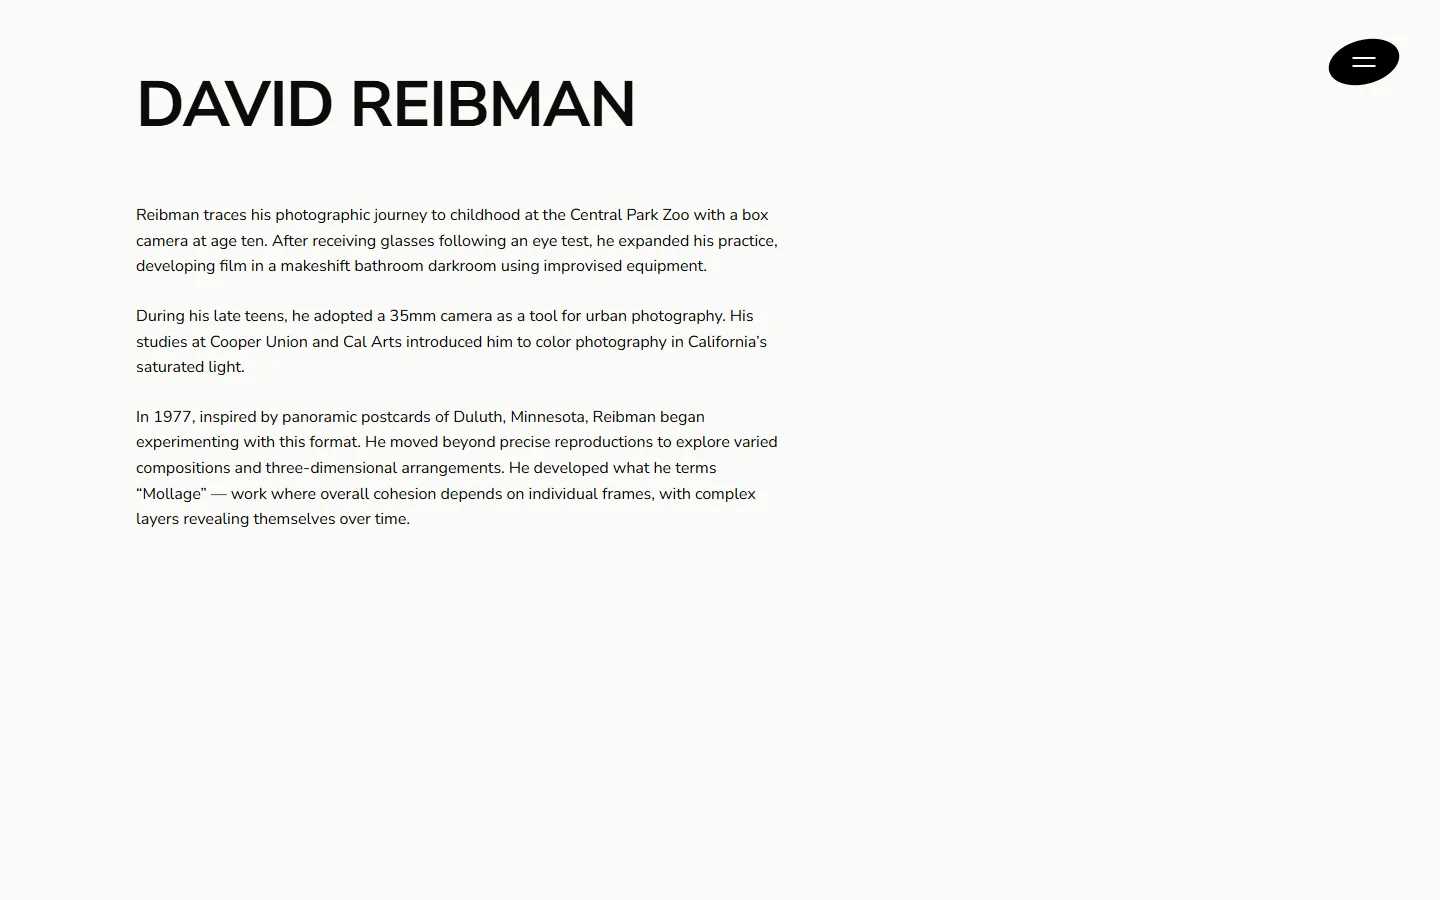 DAVID REIBMAN
Reibman traces his photographic journey to childhood at the Central Park Zoo with a box
camera at age ten. After receiving glasses following an eye test, he expanded his practice,
developing film in a makeshift bathroom darkroom using improvised equipment.
During his late teens, he adopted a 35mm camera as a tool for urban photography. His
studies at Cooper Union and Cal Arts introduced him to color photography in California’s
saturated light.
In 1977, inspired by panoramic postcards of Duluth, Minnesota, Reibman began
experimenting with this format. He moved beyond precise reproductions to explore varied
compositions and three-dimensional arrangements. He developed what he terms
“Mollage” — work where overall cohesion depends on individual frames, with complex
layers revealing themselves over time.